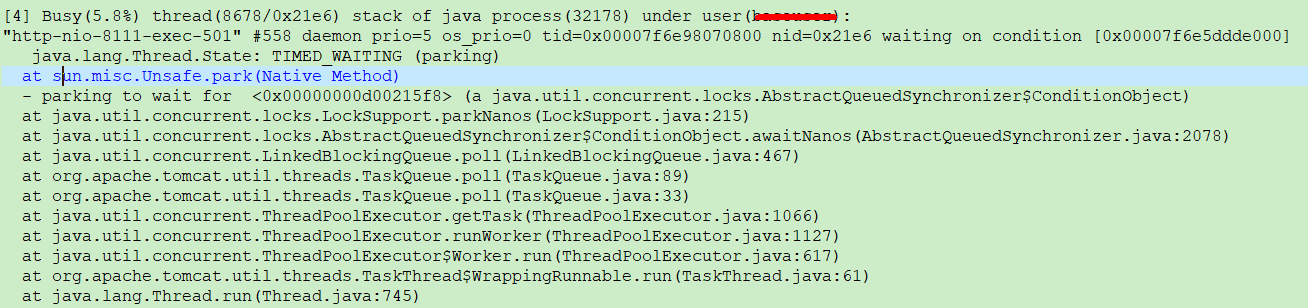 [4] Busy(5.8%) thread(8678/0x21e6) stack of java process(32178) under user():
"http-nio-8111-exec-501" #558 daemon prio=5 os_prio=0 tid=0x00007f6e98070800 nid=0x21e6 waiting on condition [0x00007f6e5ddde000]
java.lang.Thread.State: TIMED_WAITING (parking)
at sun.misc.Unsafe.park(Native Method)
- parking to wait for <0x00000000d00215f8> (a java.util.concurrent.locks.AbstractQueuedSynchronizer$ConditionObject)
at java.util.concurrent.locks.LockSupport.parkNanos(LockSupport.java:215)
at java.util.concurrent.locks.AbstractQueuedSynchronizer$ConditionObject.awaitNanos(AbstractQueuedSynchronizer.java:2078)
at java.util.concurrent.LinkedBlockingQueue.poll(LinkedBlockingQueue.java:467)
at org.apache.tomcat.util.threads.TaskQueue.poll(TaskQueue.java:89)
at org.apache.tomcat.util.threads.TaskQueue.poll(TaskQueue.java:33)
at java.util.concurrent.ThreadPoolExecutor.getTask(ThreadPoolExecutor.java:1066)
at java.util.concurrent.ThreadPoolExecutor.runWorker(ThreadPoolExecutor.java:1127)
at java.util.concurrent.ThreadPoolExecutor$Worker.run(ThreadPoolExecutor.java:617)
at org.apache.tomcat.util.threads.TaskThread$WrappingRunnable.run(TaskThread.java:61)
at java.lang.Thread.run(Thread.java:745)